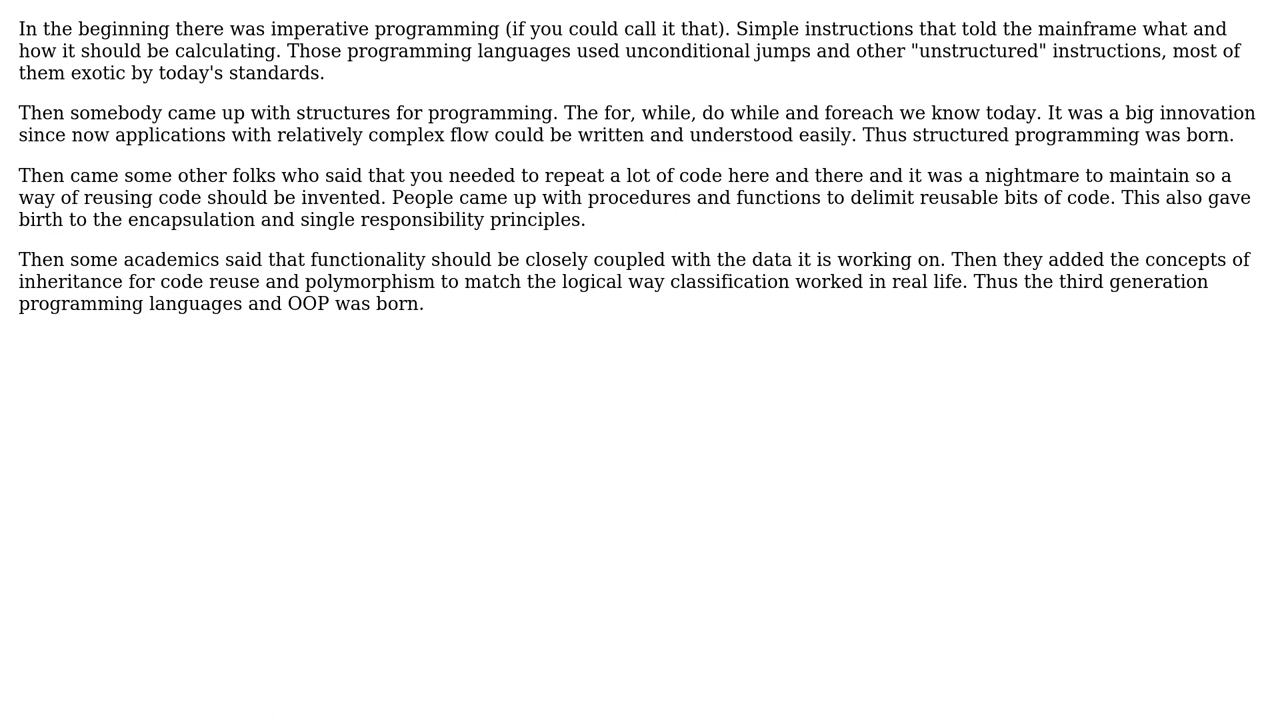 In the beginning there was imperative programming (if you could call it that). Simple instructions that told the mainframe what and
how it should be calculating. Those programming languages used unconditional jumps and other "unstructured" instructions, most of
them exotic by today's standards.
Then somebody came up with structures for programming. The for, while, do while and foreach we know today. It was a big innovation
since now applications with relatively complex flow could be written and understood easily. Thus structured programming was born.
Then came some other folks who said that you needed to repeat a lot of code here and there and it was a nightmare to maintain so a
way of reusing code should be invented. People came up with procedures and functions to delimit reusable bits of code. This also gave
birth to the encapsulation and single responsibility principles.
Then some academics said that functionality should be closely coupled with the data it is working on. Then they added the concepts of
inheritance for code reuse and polymorphism to match the logical way classification worked in real life. Thus the third generation
programming languages and OOP was born.